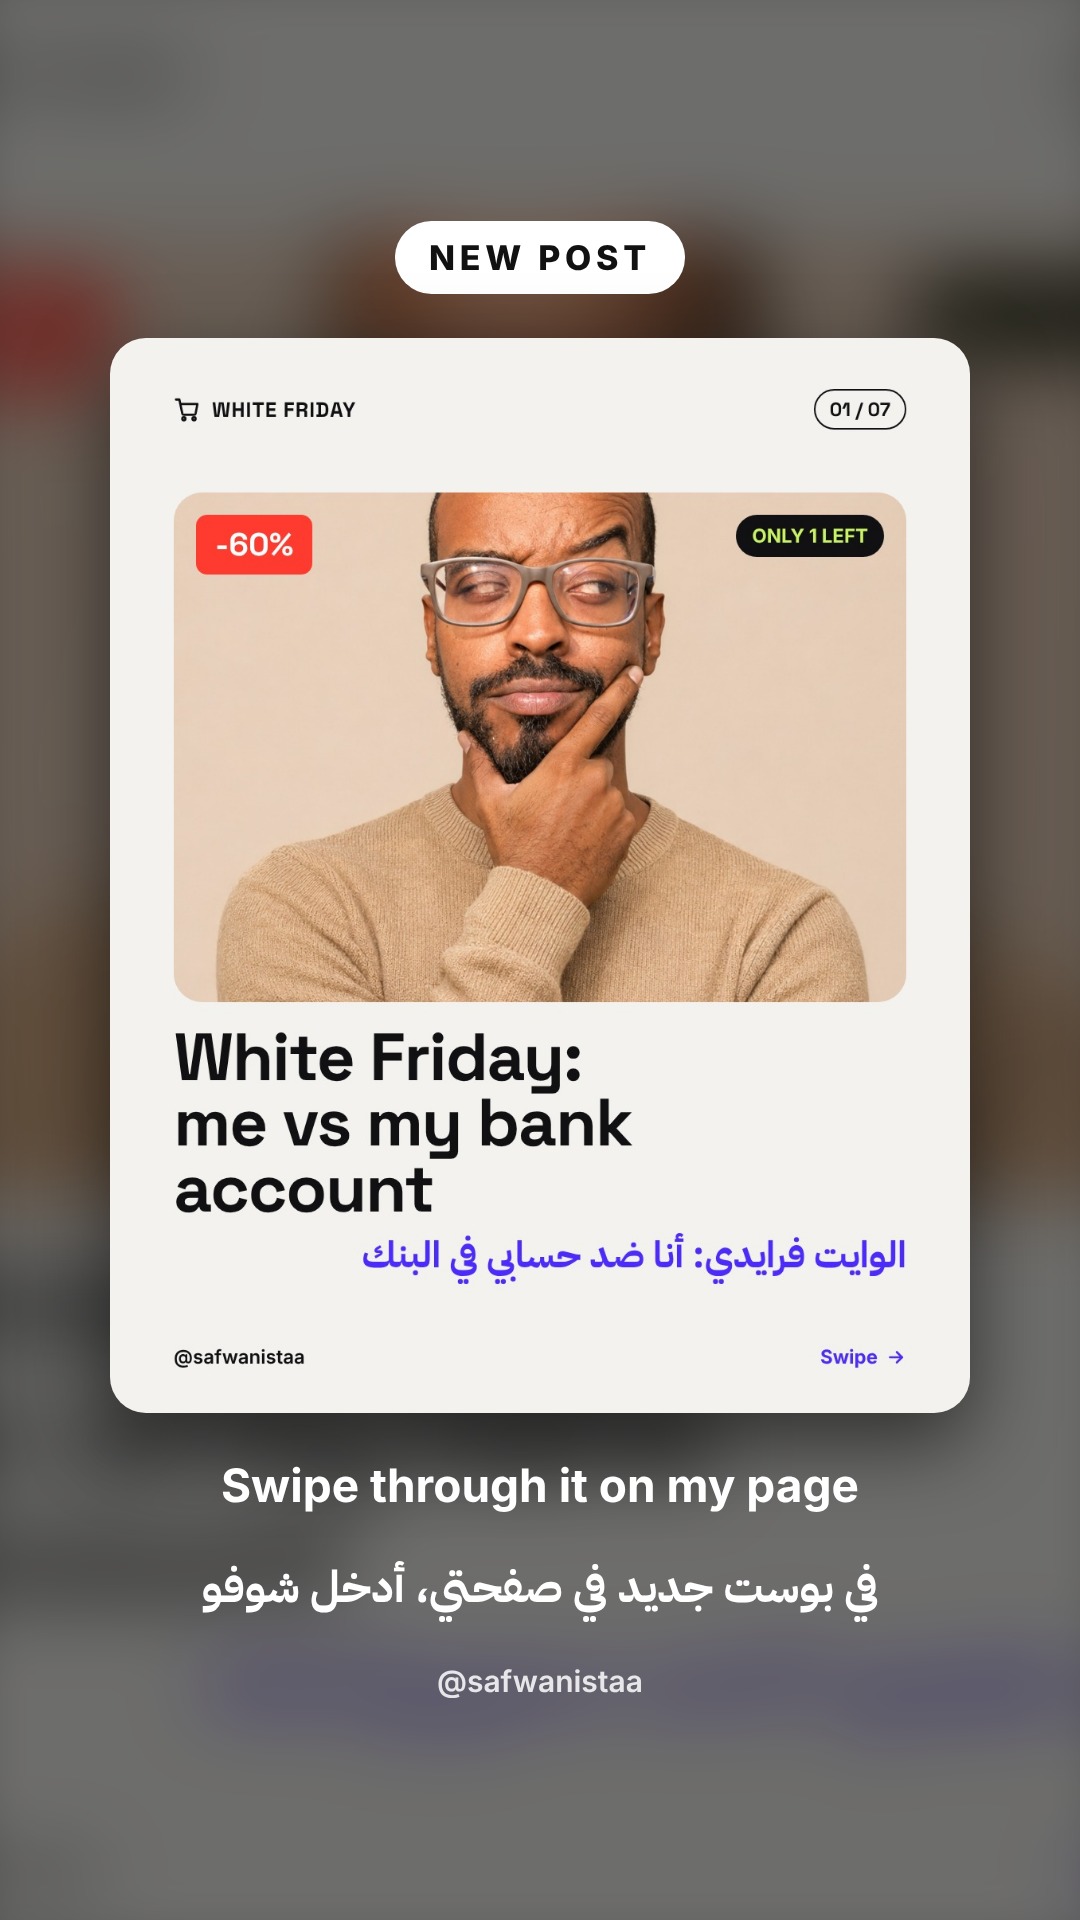 NEW POST
WHITE FRIDAY
01 / 07
-60%
ONLY 1 LEFT
White Friday:
me vs my bank
account
الوايت فرايدي: أنا ضد حسابي في البنك
@safwanistaa
Swipe →
Swipe through it on my page
في بوست جديد في صفحتي، أدخل شوفو
@safwanistaa